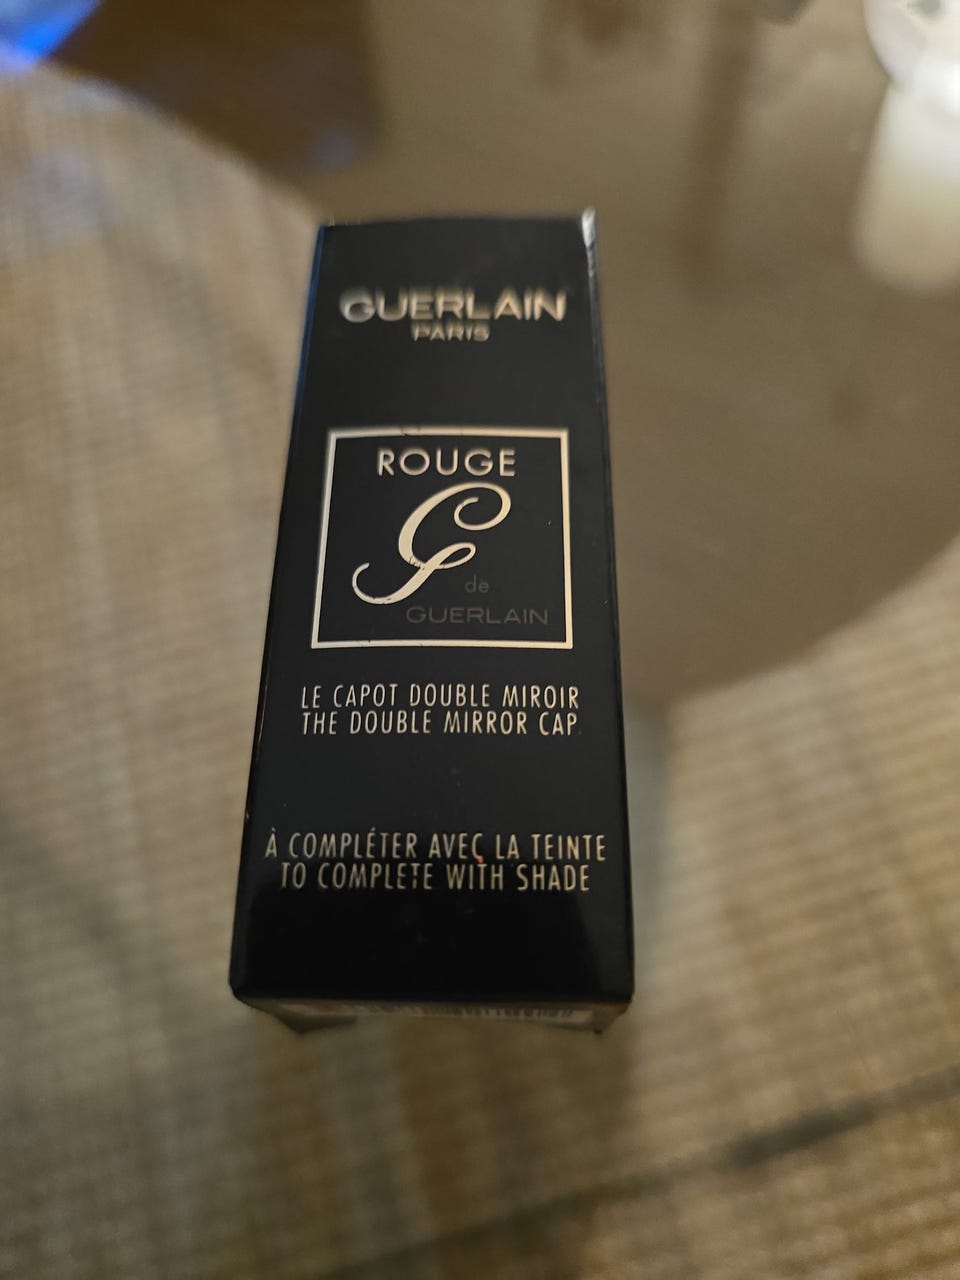 GUERLAIN
PARIS
ROUGE
G
de
GUERLAIN
LE CAPOT DOUBLE MIROIR
THE DOUBLE MIRROR CAP
À COMPLÉTER AVEC LA TEINTE
TO COMPLETE WITH SHADE